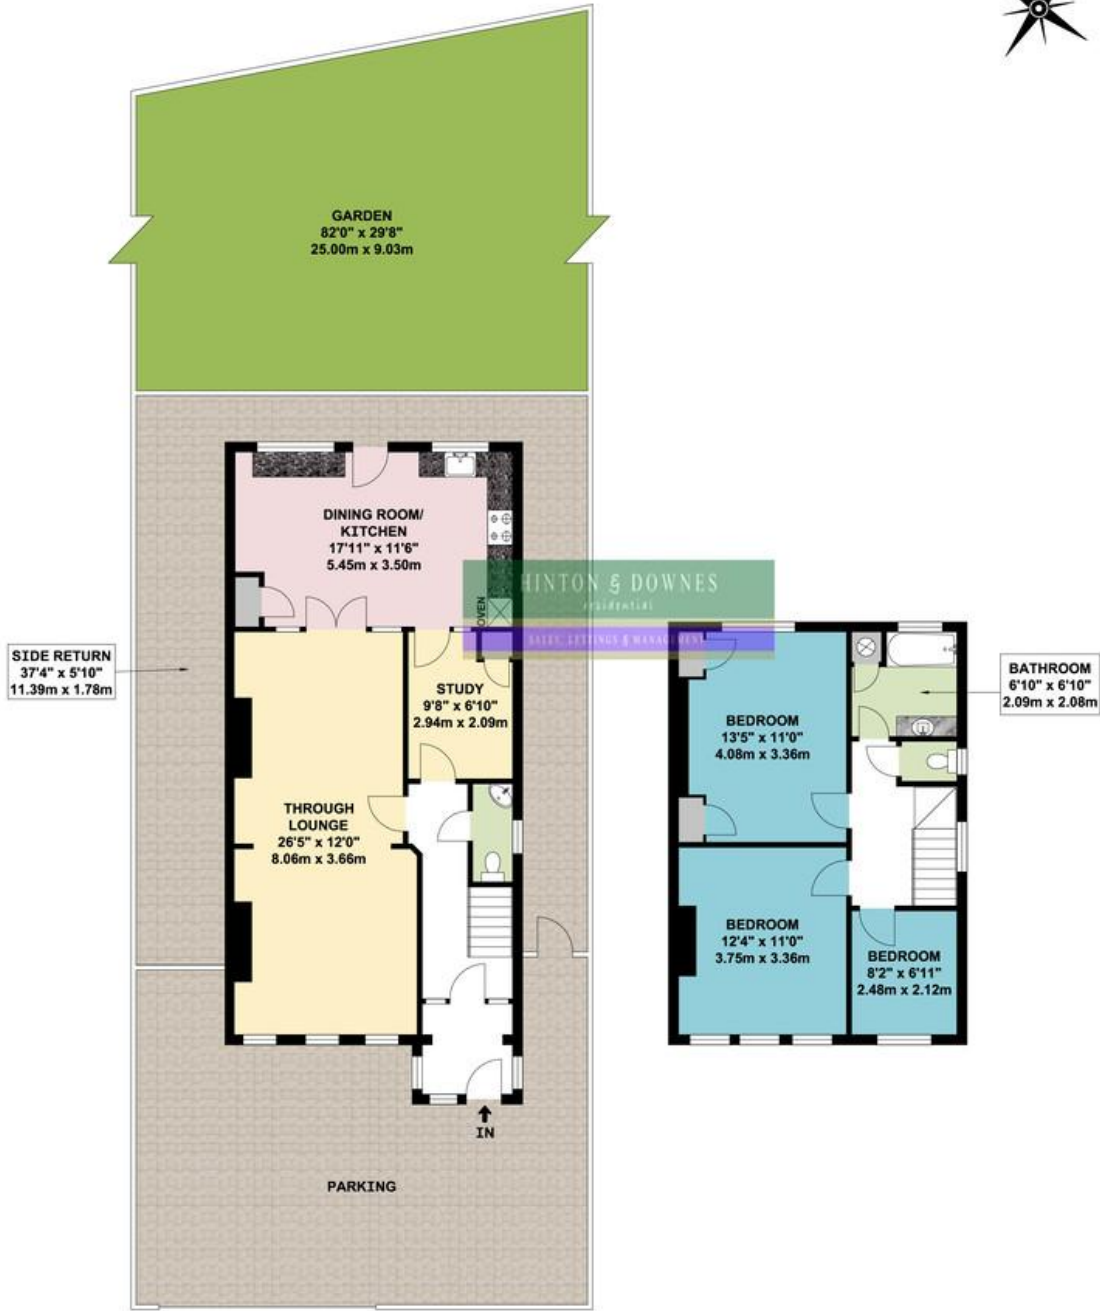 GARDEN
82'0" x 29'8"
25.00m x 9.03m
DINING ROOM/
KITCHEN
17'11" x 11'6"
5.45m x 3.50m
OVEN
HINTON & DOWNES
residential
SALES, LETTINGS & MANAGEMENT
SIDE RETURN
37'4" x 5'10"
11.39m x 1.78m
STUDY
9'8" x 6'10"
2.94m x 2.09m
THROUGH
LOUNGE
26'5" x 12'0"
8.06m x 3.66m
IN
PARKING
BATHROOM
6'10" x 6'10"
2.09m x 2.08m
BEDROOM
13'5" x 11'0"
4.08m x 3.36m
BEDROOM
12'4" x 11'0"
3.75m x 3.36m
BEDROOM
8'2" x 6'11"
2.48m x 2.12m